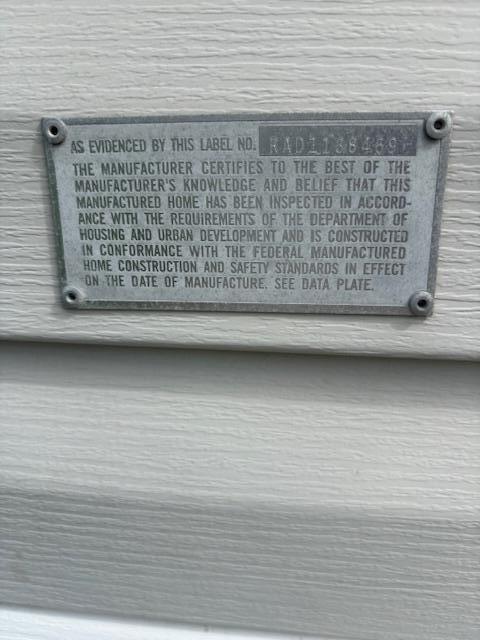 AS EVIDENCED BY THIS LABEL NO. RAD1138469
THE MANUFACTURER CERTIFIES TO THE BEST OF THE
MANUFACTURER'S KNOWLEDGE AND BELIEF THAT THIS
MANUFACTURED HOME HAS BEEN INSPECTED IN ACCORD-
ANCE WITH THE REQUIREMENTS OF THE DEPARTMENT OF
HOUSING AND URBAN DEVELOPMENT AND IS CONSTRUCTED
IN CONFORMANCE WITH THE FEDERAL MANUFACTURED
HOME CONSTRUCTION AND SAFETY STANDARDS IN EFFECT
ON THE DATE OF MANUFACTURE. SEE DATA PLATE.